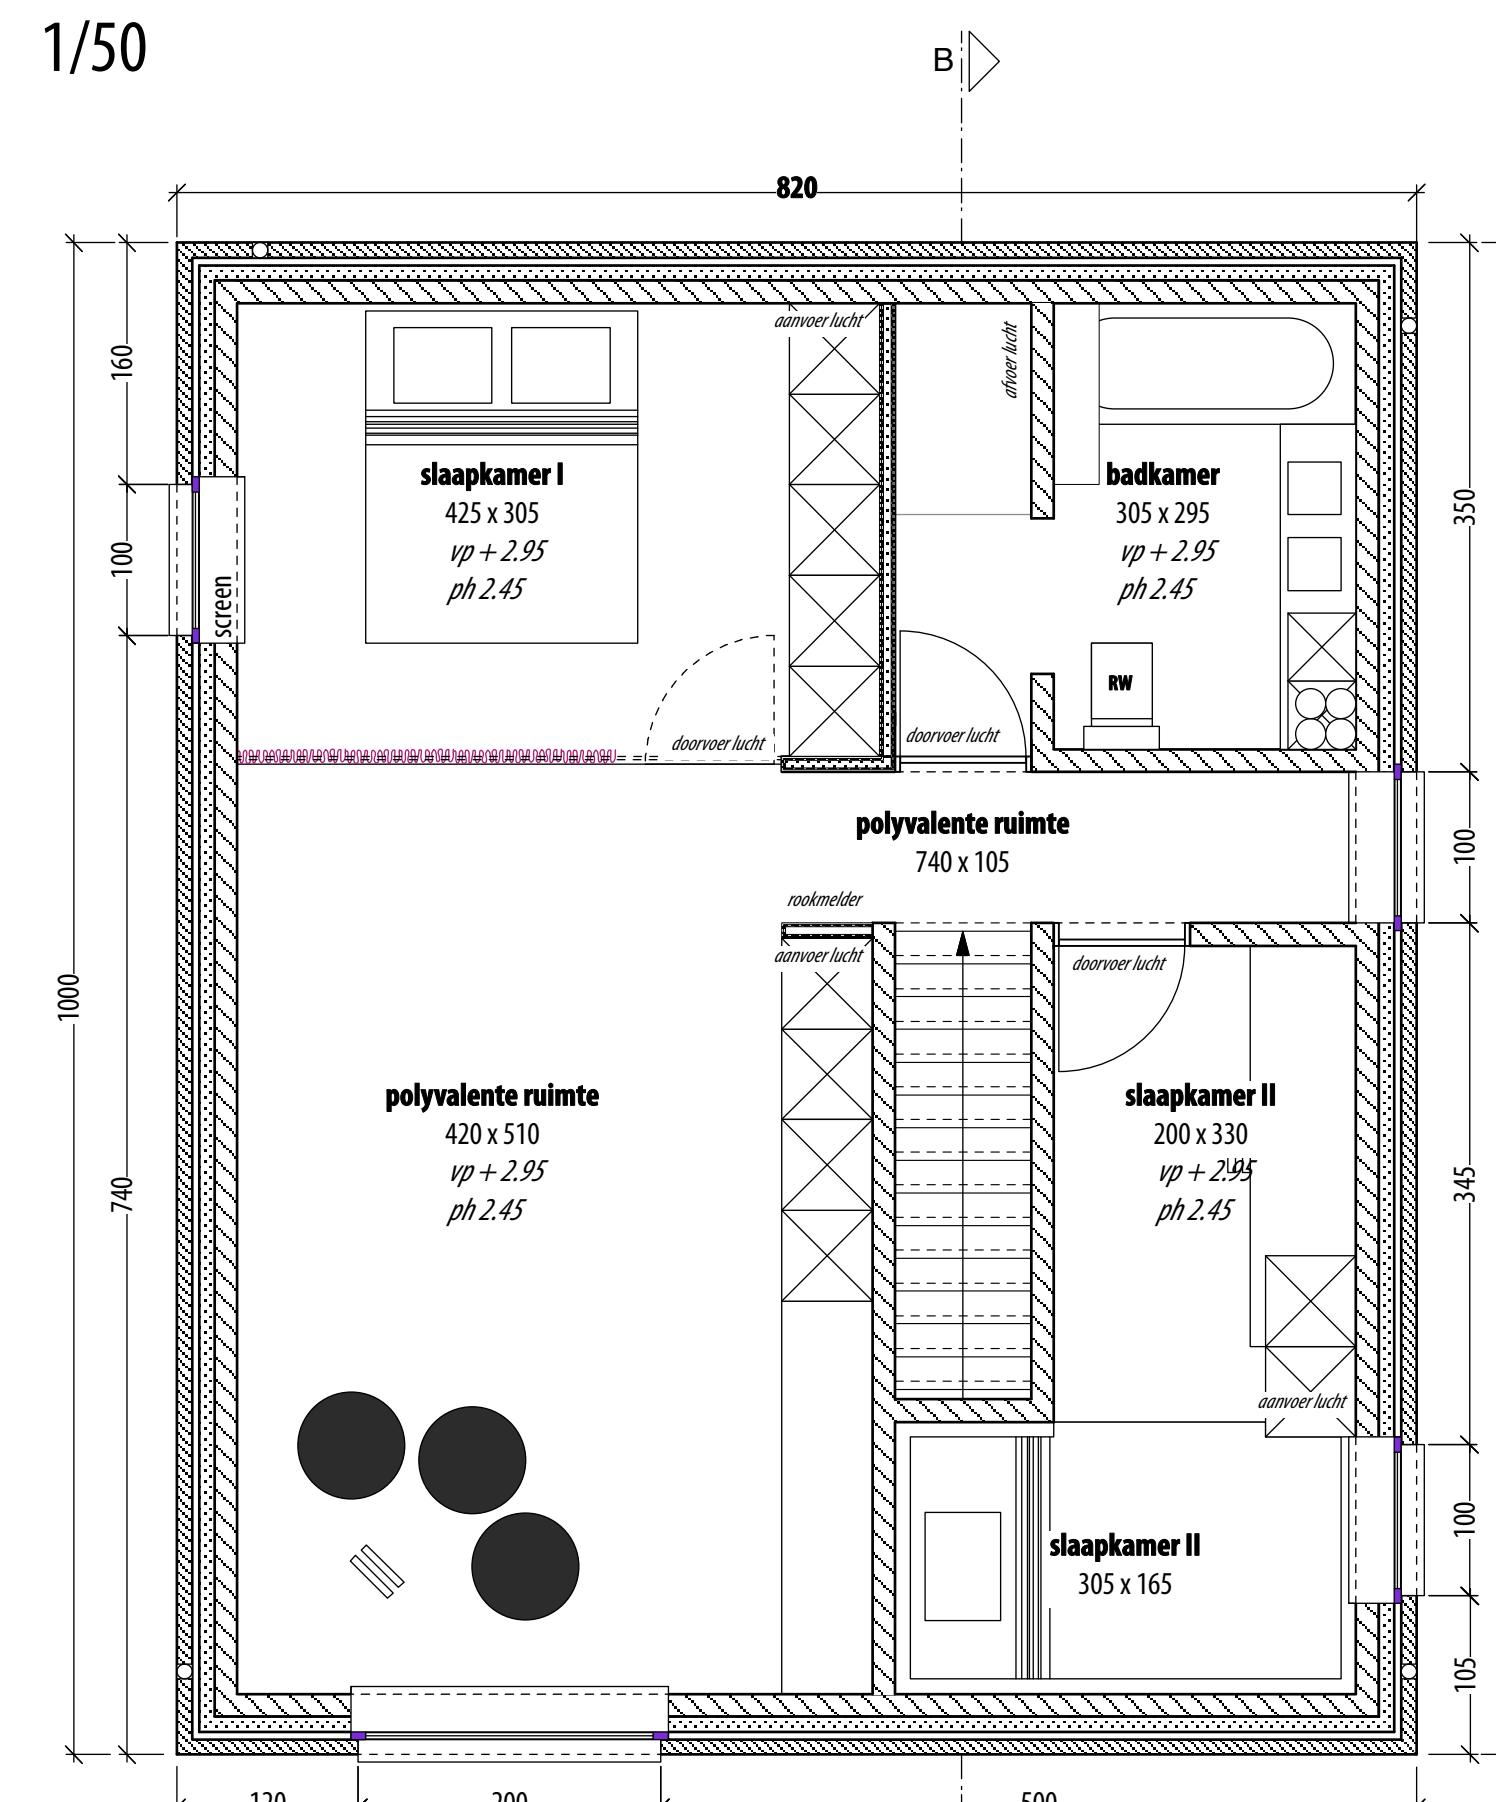 1/50
B
820
160
100
740
1000
350
100
345
100
105
aanvoer lucht
afvoer lucht
slaapkamer I
425 x 305
vp + 2.95
ph 2.45
badkamer
305 x 295
vp + 2.95
ph 2.45
screen
RW
doorvoer lucht
doorvoer lucht
polyvalente ruimte
740 x 105
rookmelder
aanvoer lucht
doorvoer lucht
polyvalente ruimte
420 x 510
vp + 2.95
ph 2.45
slaapkamer II
200 x 330
vp + 2.95
ph 2.45
aanvoer lucht
slaapkamer II
305 x 165
120
200
500